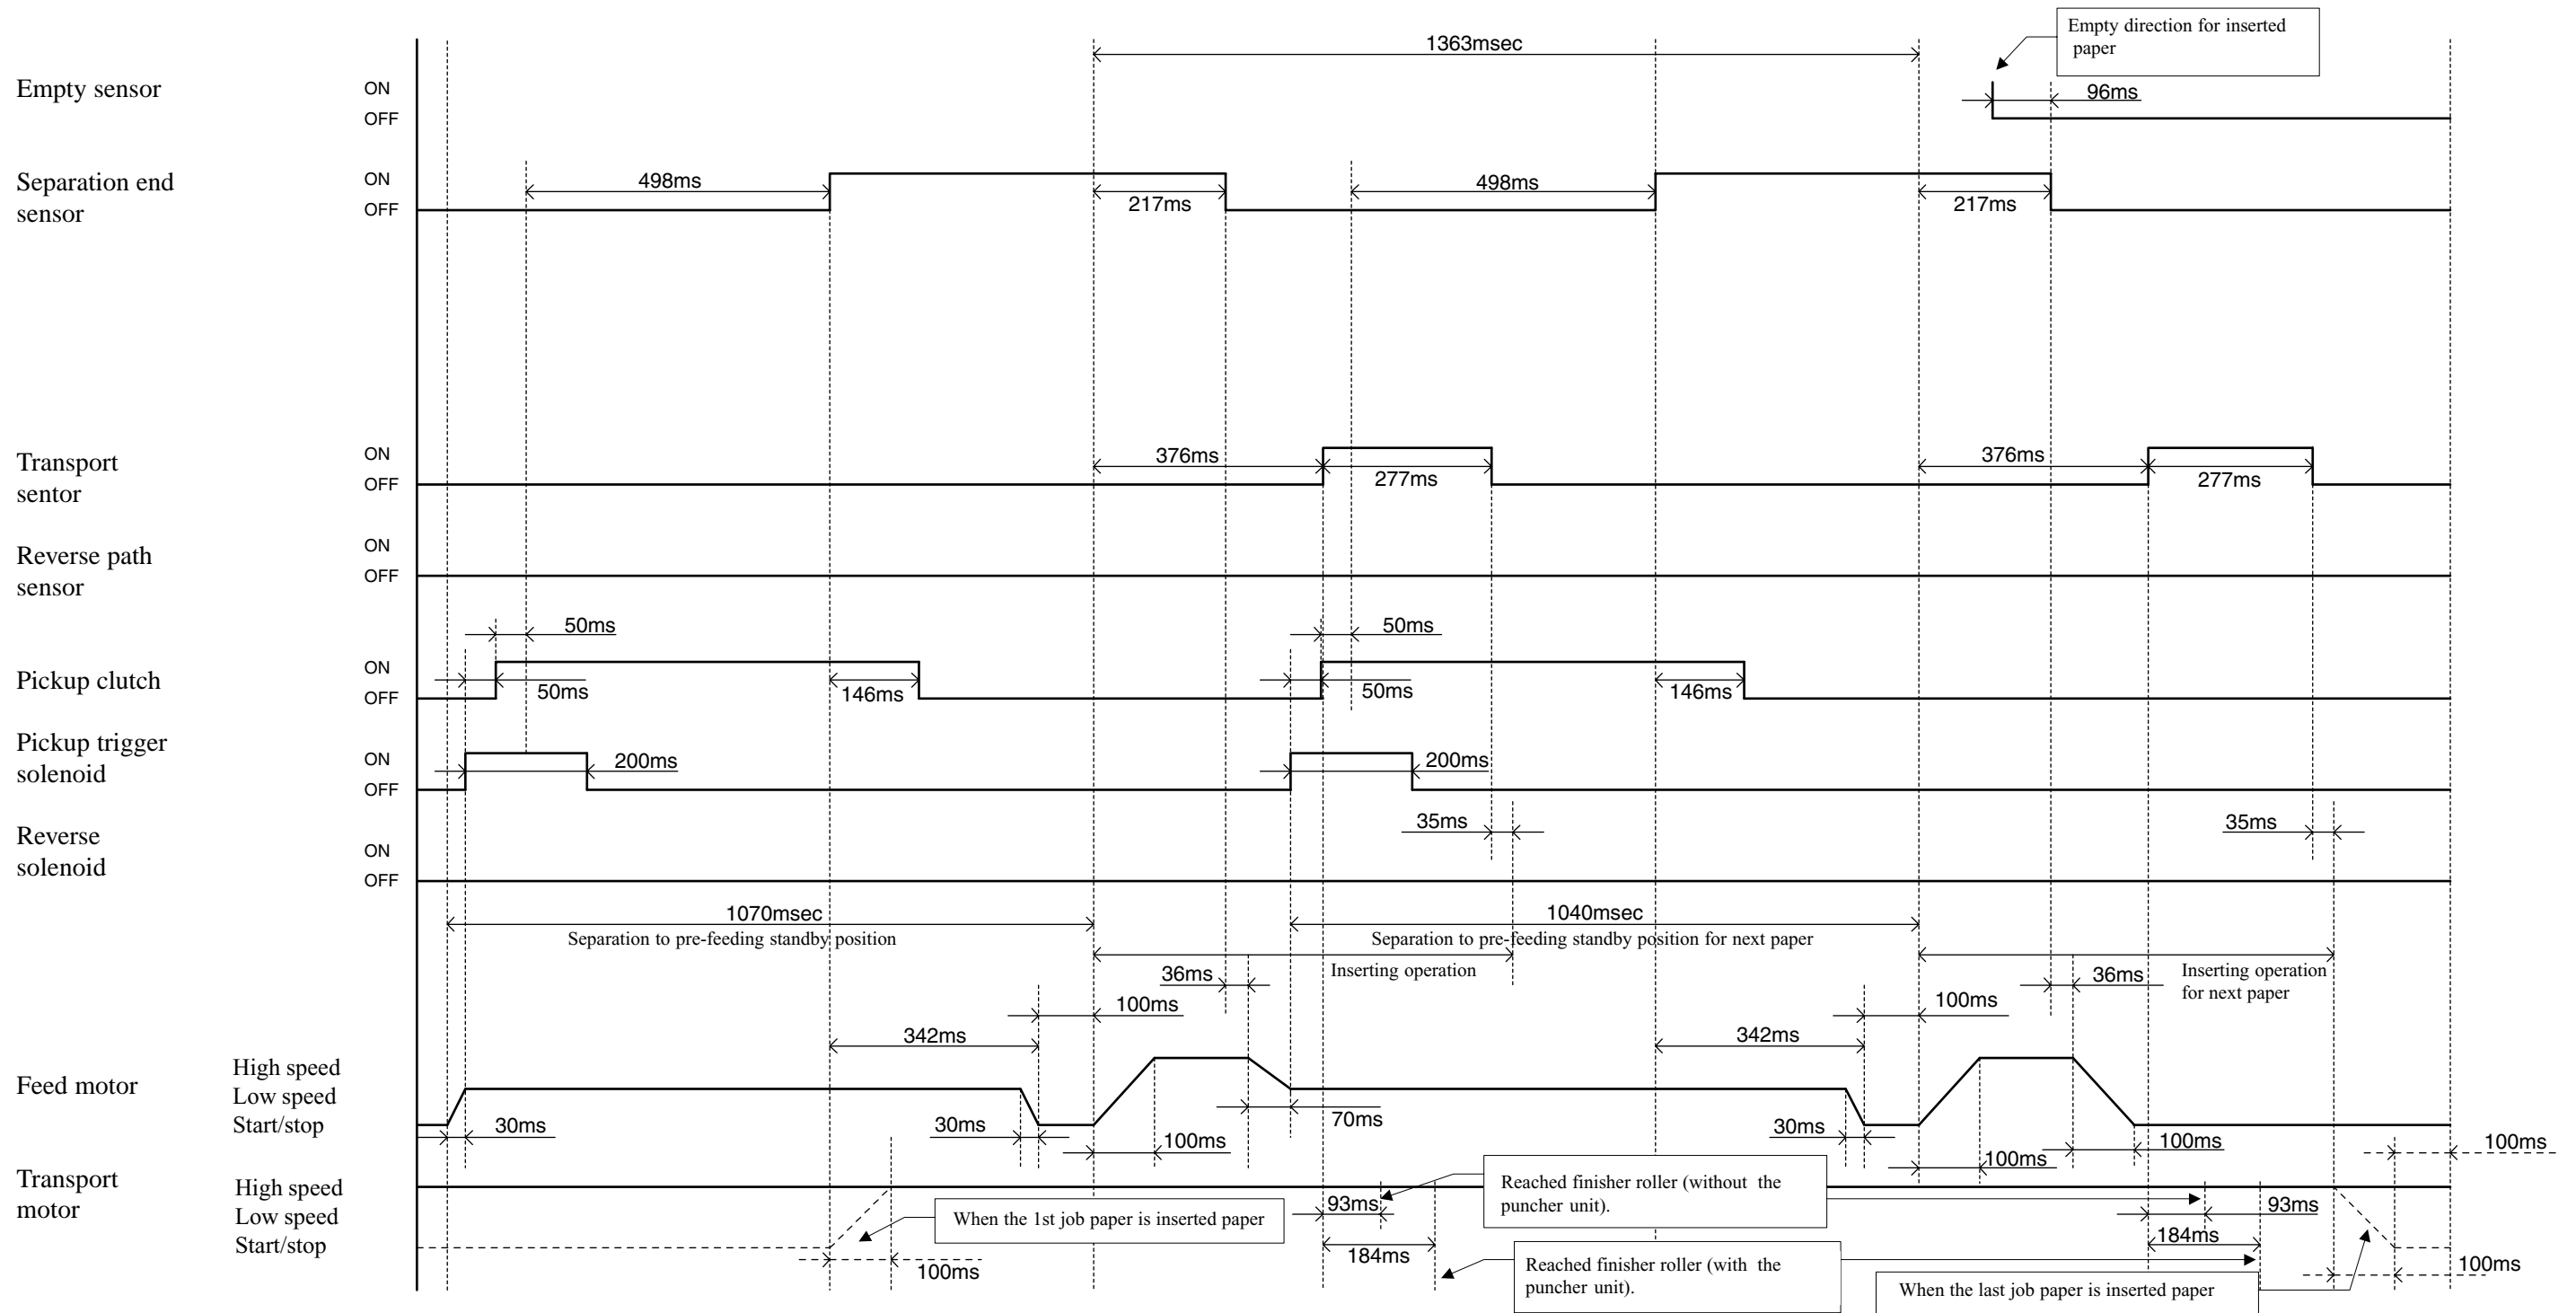 Empty direction for inserted
paper
1363msec
Empty sensor
ON
OFF
96ms
Separation end
sensor
ON
OFF
498ms
217ms
498ms
217ms
Transport
sentor
ON
OFF
376ms
277ms
376ms
277ms
Reverse path
sensor
ON
OFF
50ms
50ms
Pickup clutch
ON
OFF
50ms
146ms
50ms
146ms
Pickup trigger
solenoid
ON
OFF
200ms
200ms
Reverse
solenoid
ON
OFF
35ms
35ms
1070msec
Separation to pre-feeding standby position
1040msec
Separation to pre-feeding standby position for next paper
Inserting operation
Inserting operation
for next paper
36ms
36ms
100ms
100ms
342ms
342ms
Feed motor
High speed
Low speed
Start/stop
30ms
30ms
100ms
70ms
30ms
100ms
100ms
100ms
Transport
motor
High speed
Low speed
Start/stop
When the 1st job paper is inserted paper
100ms
93ms
184ms
Reached finisher roller (without the
puncher unit).
Reached finisher roller (with the
puncher unit).
93ms
184ms
100ms
When the last job paper is inserted paper